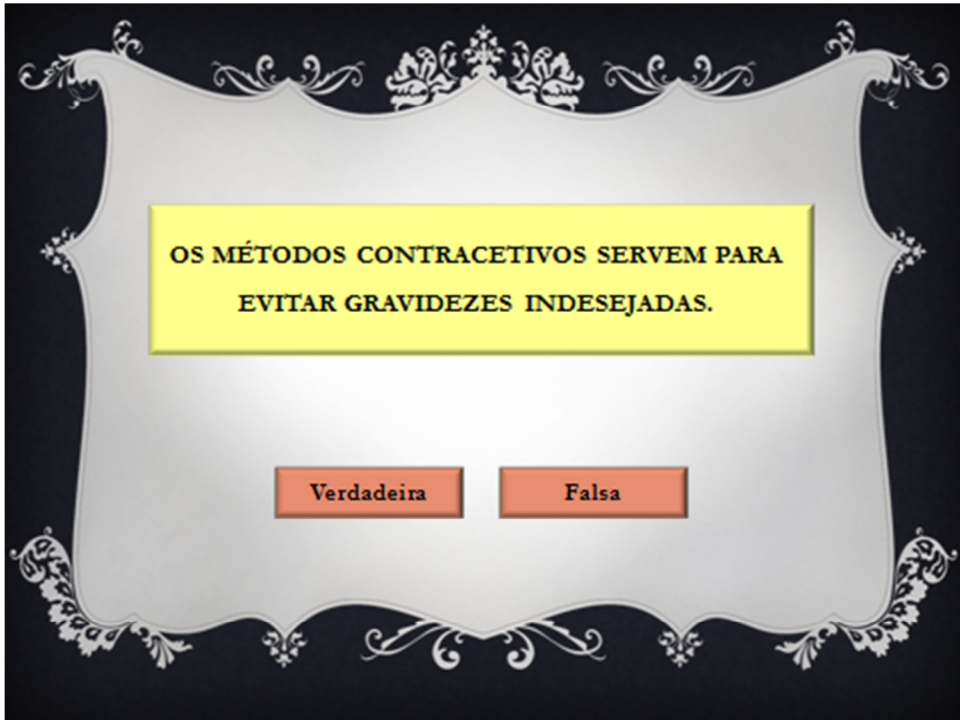 OS MÉTODOS CONTRACETIVOS SERVEM PARA
EVITAR GRAVIDEZES INDESEJADAS.
Verdadeira
Falsa